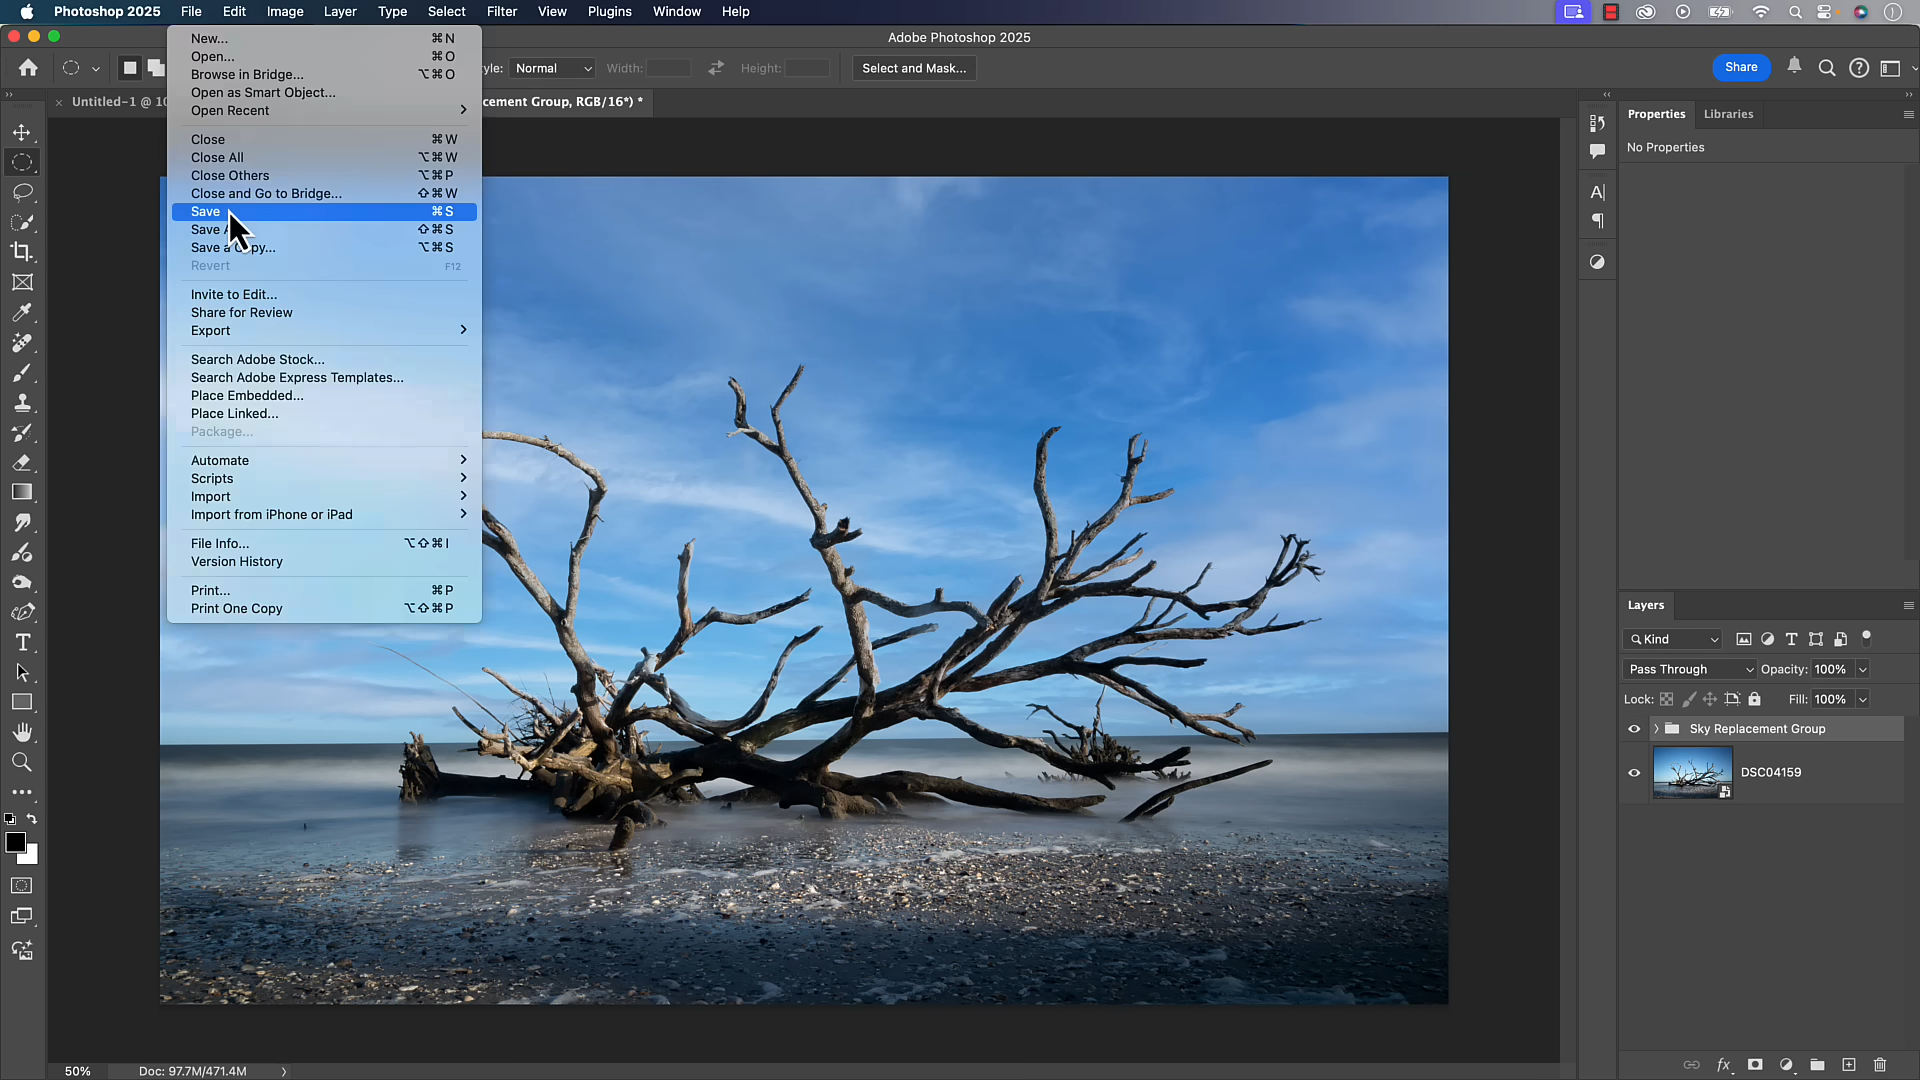 Photoshop 2025 File Edit Image Layer Type Select Filter View Plugins Window Help
Adobe Photoshop 2025
yle: Normal Width: Height: Select and Mask... Share
Untitled-1 @ 10
cement Group, RGB/16*) *
New... ⌘N
Open... ⌘O
Browse in Bridge... ⌥⌘O
Open as Smart Object...
Open Recent
Close ⌘W
Close All ⌥⌘W
Close Others ⌥⌘P
Close and Go to Bridge... ⇧⌘W
Save ⌘S
Save A ⇧⌘S
Save a Copy... ⌥⌘S
Revert F12
Invite to Edit...
Share for Review
Export
Search Adobe Stock...
Search Adobe Express Templates...
Place Embedded...
Place Linked...
Package...
Automate
Scripts
Import
Import from iPhone or iPad
File Info... ⌥⇧⌘I
Version History
Print... ⌘P
Print One Copy ⌥⇧⌘P
Properties Libraries
No Properties
Layers
Kind
Pass Through Opacity: 100%
Lock: Fill: 100%
Sky Replacement Group
DSC04159
50% Doc: 97.7M/471.4M